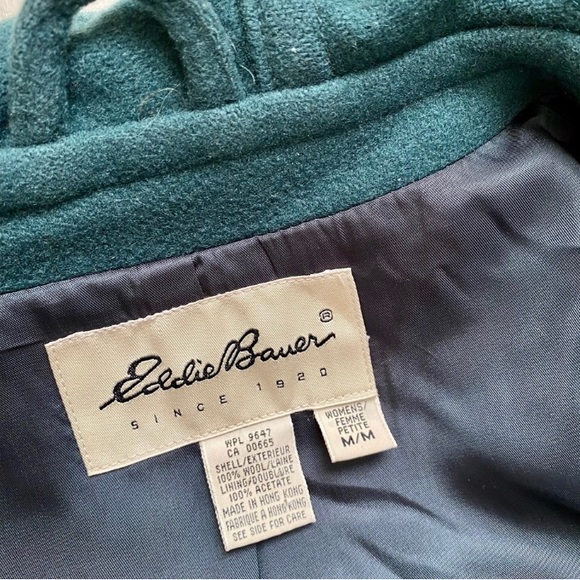 Eddie Bauer ®
SINCE 1920
WPL 9647
CA 00665
SHELL/EXTERIEUR
100% WOOL/LAINE
LINING/DOUBLURE
100% ACETATE
MADE IN HONG KONG
FABRIQUE A HONG KONG
SEE SIDE FOR CARE
WOMENS/
FEMME
PETITE
M/M